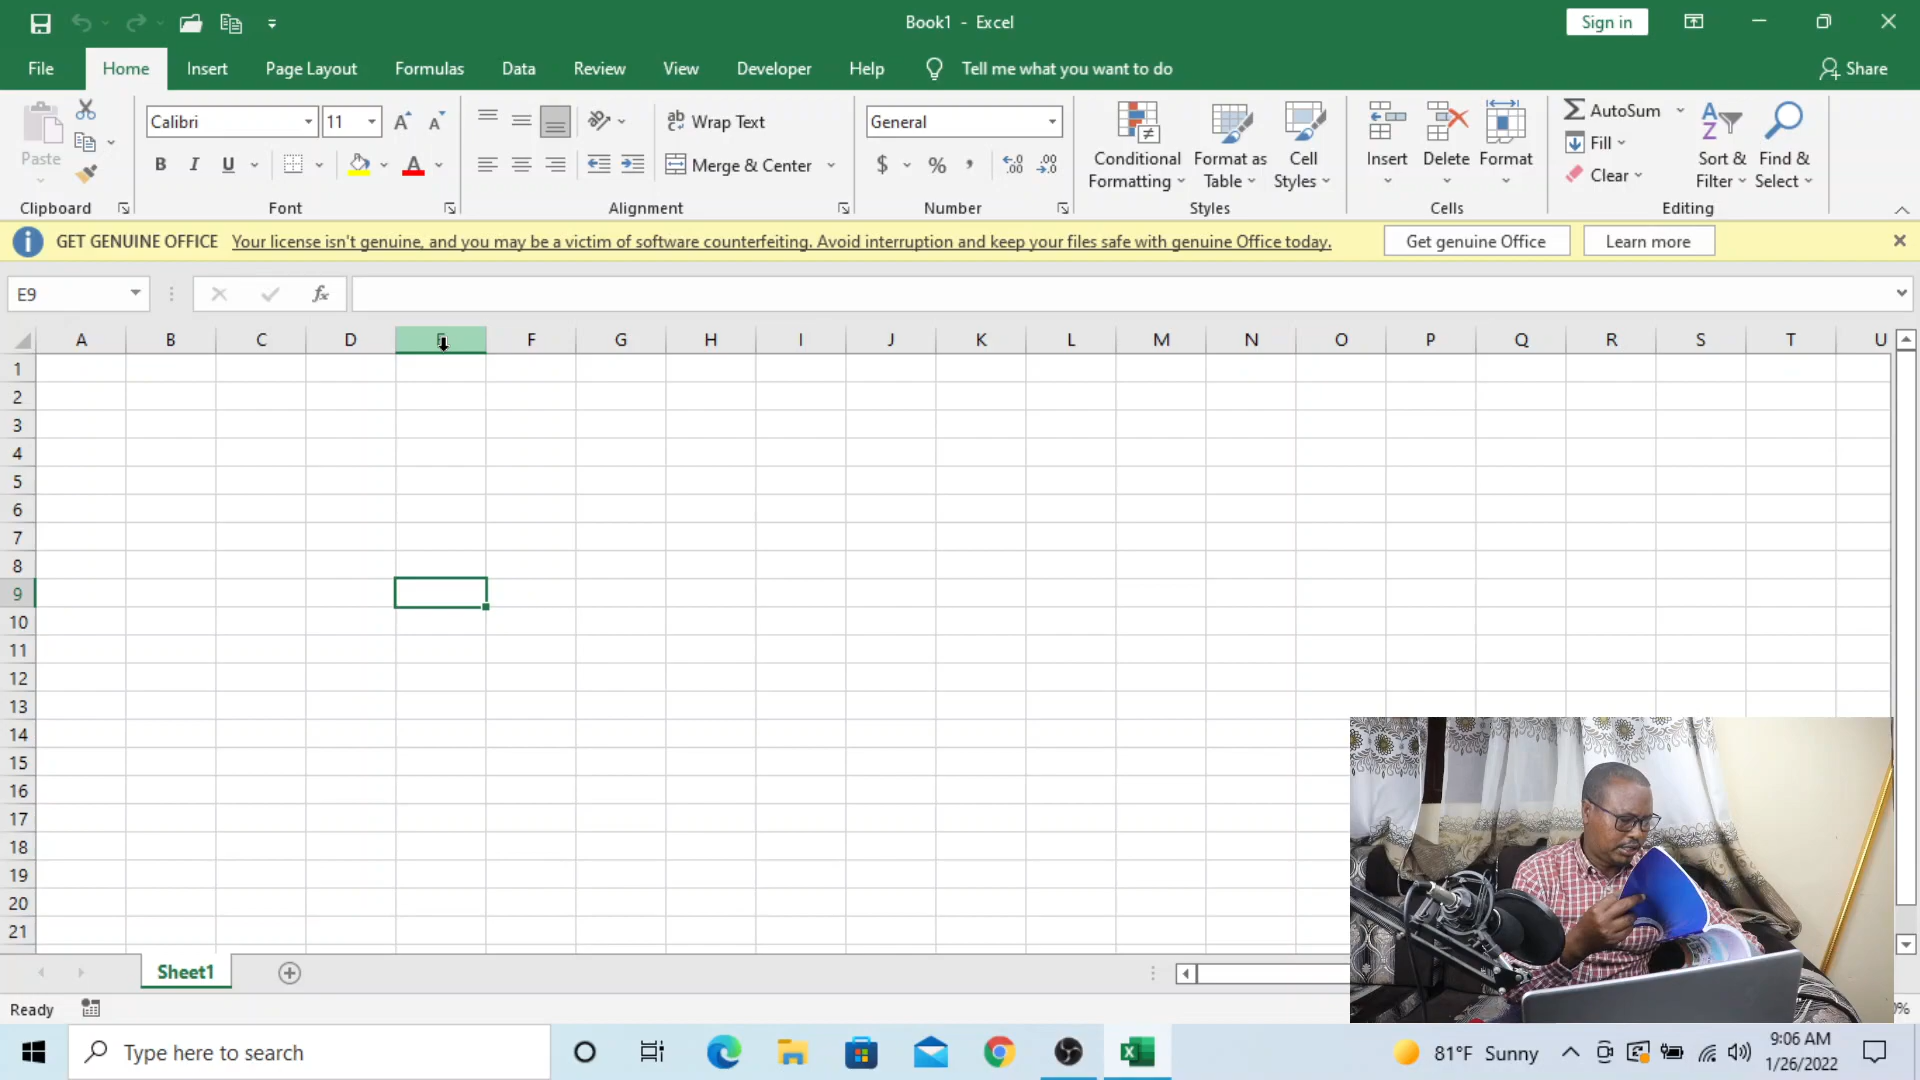 Book1 - Excel
Sign in
File Home Insert Page Layout Formulas Data Review View Developer Help Tell me what you want to do Share
Calibri 11 Wrap Text General AutoSum
Paste Fill
B I U Merge & Center $ % Conditional Formatting Format as Table Cell Styles Insert Delete Format Clear Sort & Filter Find & Select
Clipboard Font Alignment Number Styles Cells Editing
GET GENUINE OFFICE Your license isn't genuine, and you may be a victim of software counterfeiting. Avoid interruption and keep your files safe with genuine Office today. Get genuine Office Learn more
E9 fx
A B C D E F G H I J K L M N O P Q R S T U
1
2
3
4
5
6
7
8
9
10
11
12
13
14
15
16
17
18
19
20
21
Sheet1
Ready
Type here to search
81°F Sunny
9:06 AM
1/26/2022